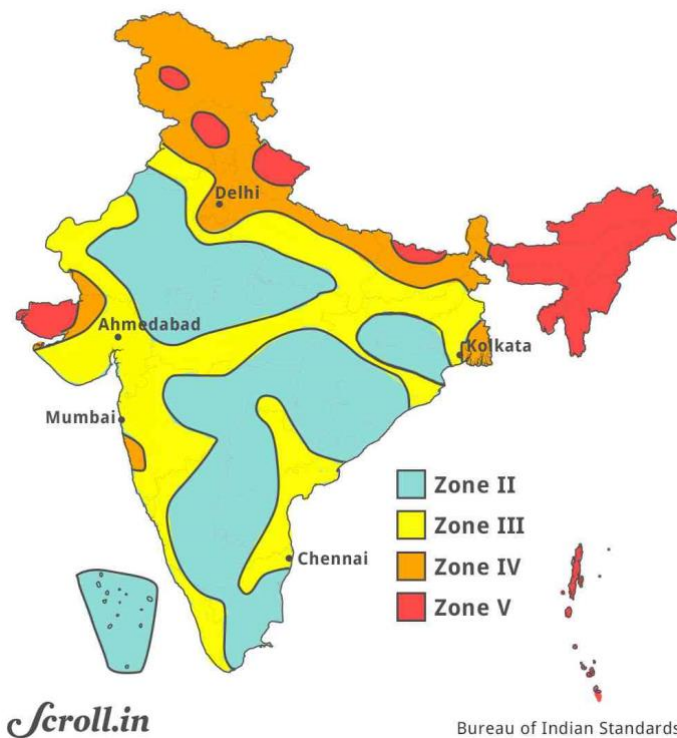 Delhi
Ahmedabad
Kolkata
Mumbai
Zone II
Zone III
Chennai
Zone IV
Zone V
Scroll.in
Bureau of Indian Standards